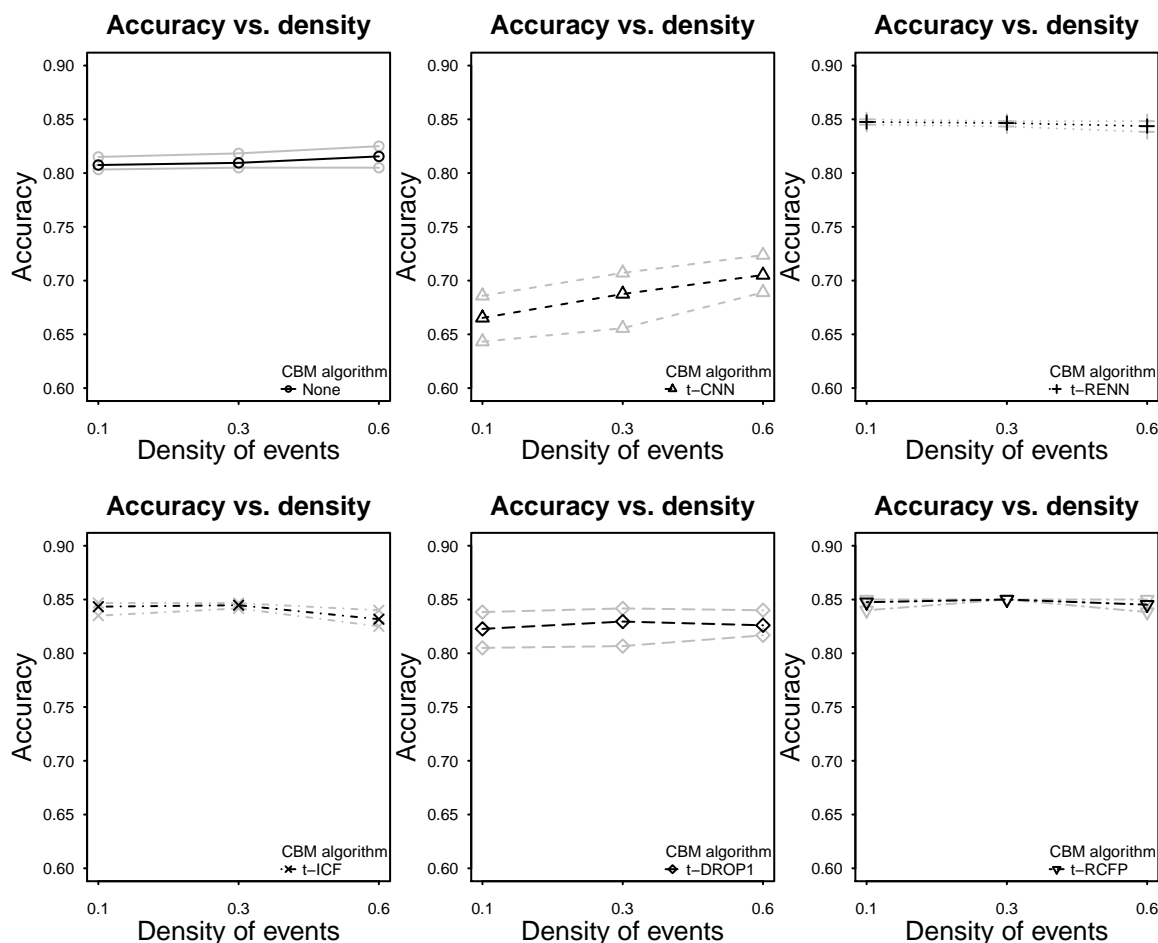 Accuracy vs. density
Accuracy
0.90
0.85
0.80
0.75
0.70
0.65
0.60
CBM algorithm
None
0.1 0.3 0.6
Density of events
Accuracy vs. density
Accuracy
0.90
0.85
0.80
0.75
0.70
0.65
0.60
CBM algorithm
t−CNN
0.1 0.3 0.6
Density of events
Accuracy vs. density
Accuracy
0.90
0.85
0.80
0.75
0.70
0.65
0.60
CBM algorithm
t−RENN
0.1 0.3 0.6
Density of events
Accuracy vs. density
Accuracy
0.90
0.85
0.80
0.75
0.70
0.65
0.60
CBM algorithm
t−ICF
0.1 0.3 0.6
Density of events
Accuracy vs. density
Accuracy
0.90
0.85
0.80
0.75
0.70
0.65
0.60
CBM algorithm
t−DROP1
0.1 0.3 0.6
Density of events
Accuracy vs. density
Accuracy
0.90
0.85
0.80
0.75
0.70
0.65
0.60
CBM algorithm
t−RCFP
0.1 0.3 0.6
Density of events